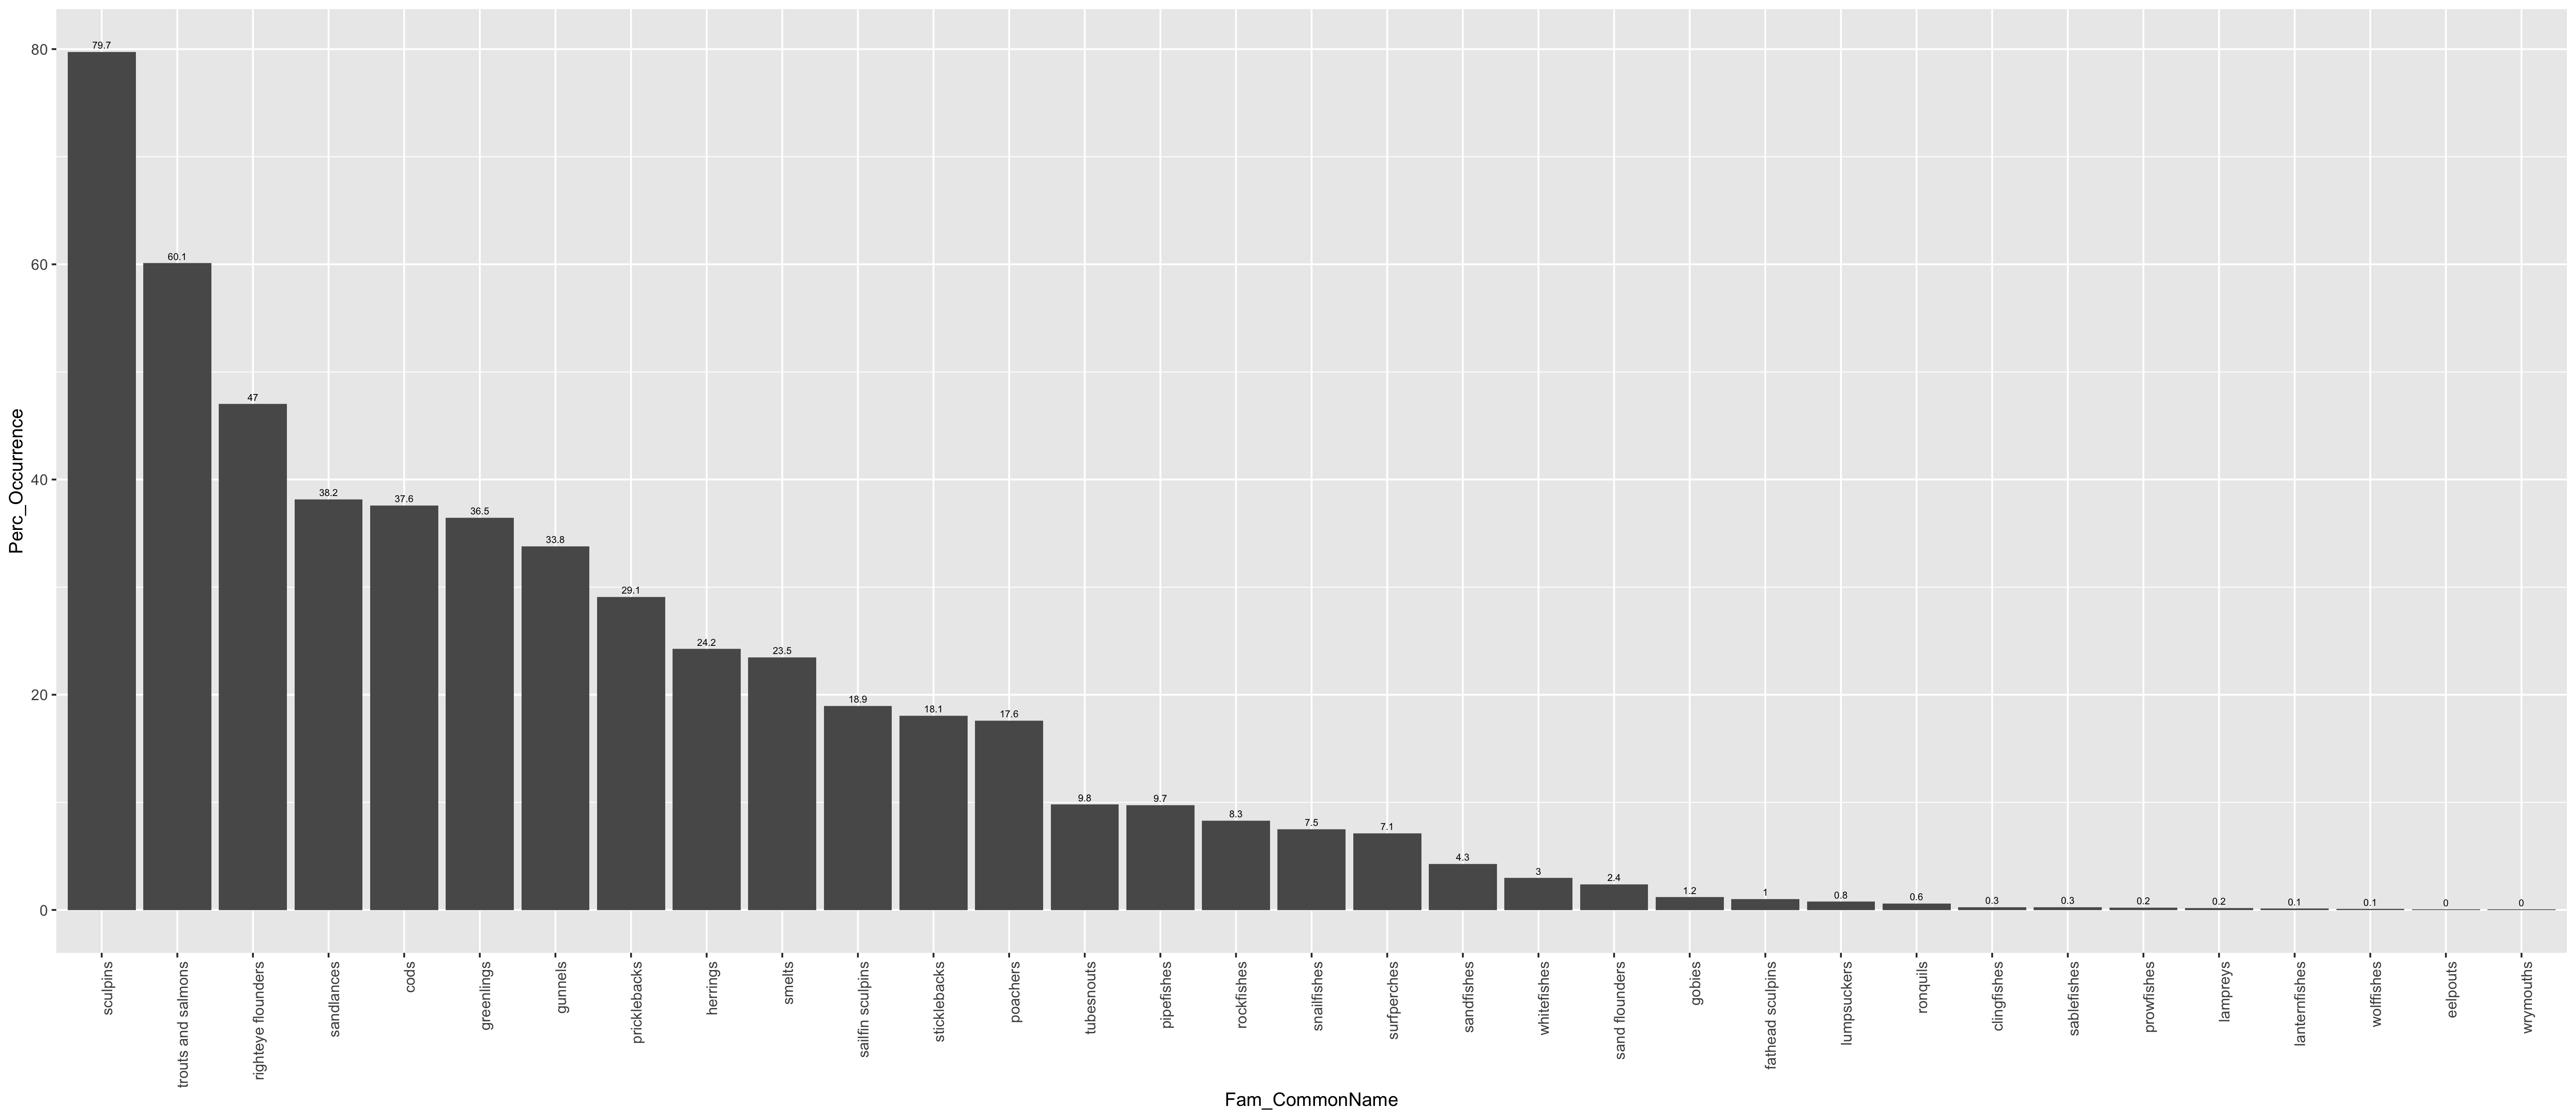 Perc_Occurrence
80
60
40
20
0
79.7
60.1
47
38.2
37.6
36.5
33.8
29.1
24.2
23.5
18.9
18.1
17.6
9.8
9.7
8.3
7.5
7.1
4.3
3
2.4
1.2
1
0.8
0.6
0.3
0.3
0.2
0.2
0.1
0.1
0
0
sculpins
trouts and salmons
righteye flounders
sandlances
cods
greenlings
gunnels
pricklebacks
herrings
smelts
sailfin sculpins
sticklebacks
poachers
tubesnouts
pipefishes
rockfishes
snailfishes
surfperches
sandfishes
whitefishes
sand flounders
gobies
fathead sculpins
lumpsuckers
ronquils
clingfishes
sablefishes
prowfishes
lampreys
lanternfishes
wolffishes
eelpouts
wrymouths
Fam_CommonName